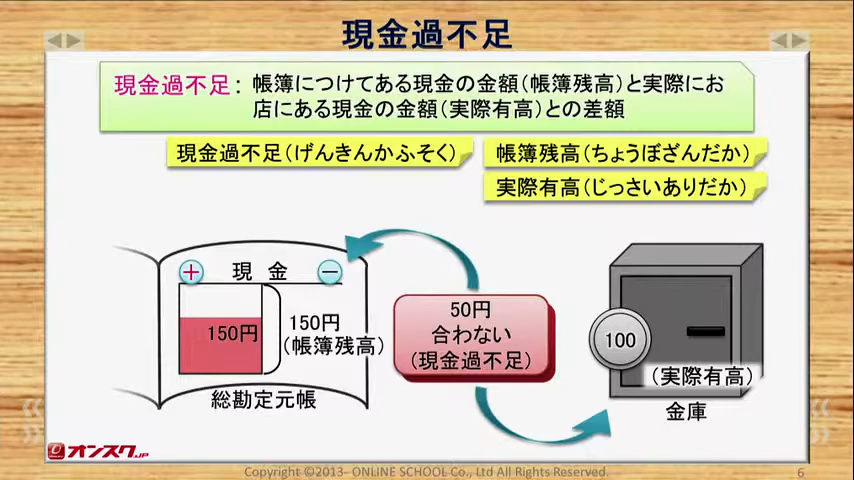 現金過不足
現金過不足：帳簿につけてある現金の金額（帳簿残高）と実際にお
店にある現金の金額（実際有高）との差額
現金過不足（げんきんかふそく）
帳簿残高（ちょうぼざんだか）
実際有高（じっさいありだか）
＋ 現 金 －
150円
150円
（帳簿残高）
総勘定元帳
50円
合わない
（現金過不足）
100
（実際有高）
金庫
オンスク.JP
Copyright ©2013- ONLINE SCHOOL Co., Ltd All Rights Reserved.
6